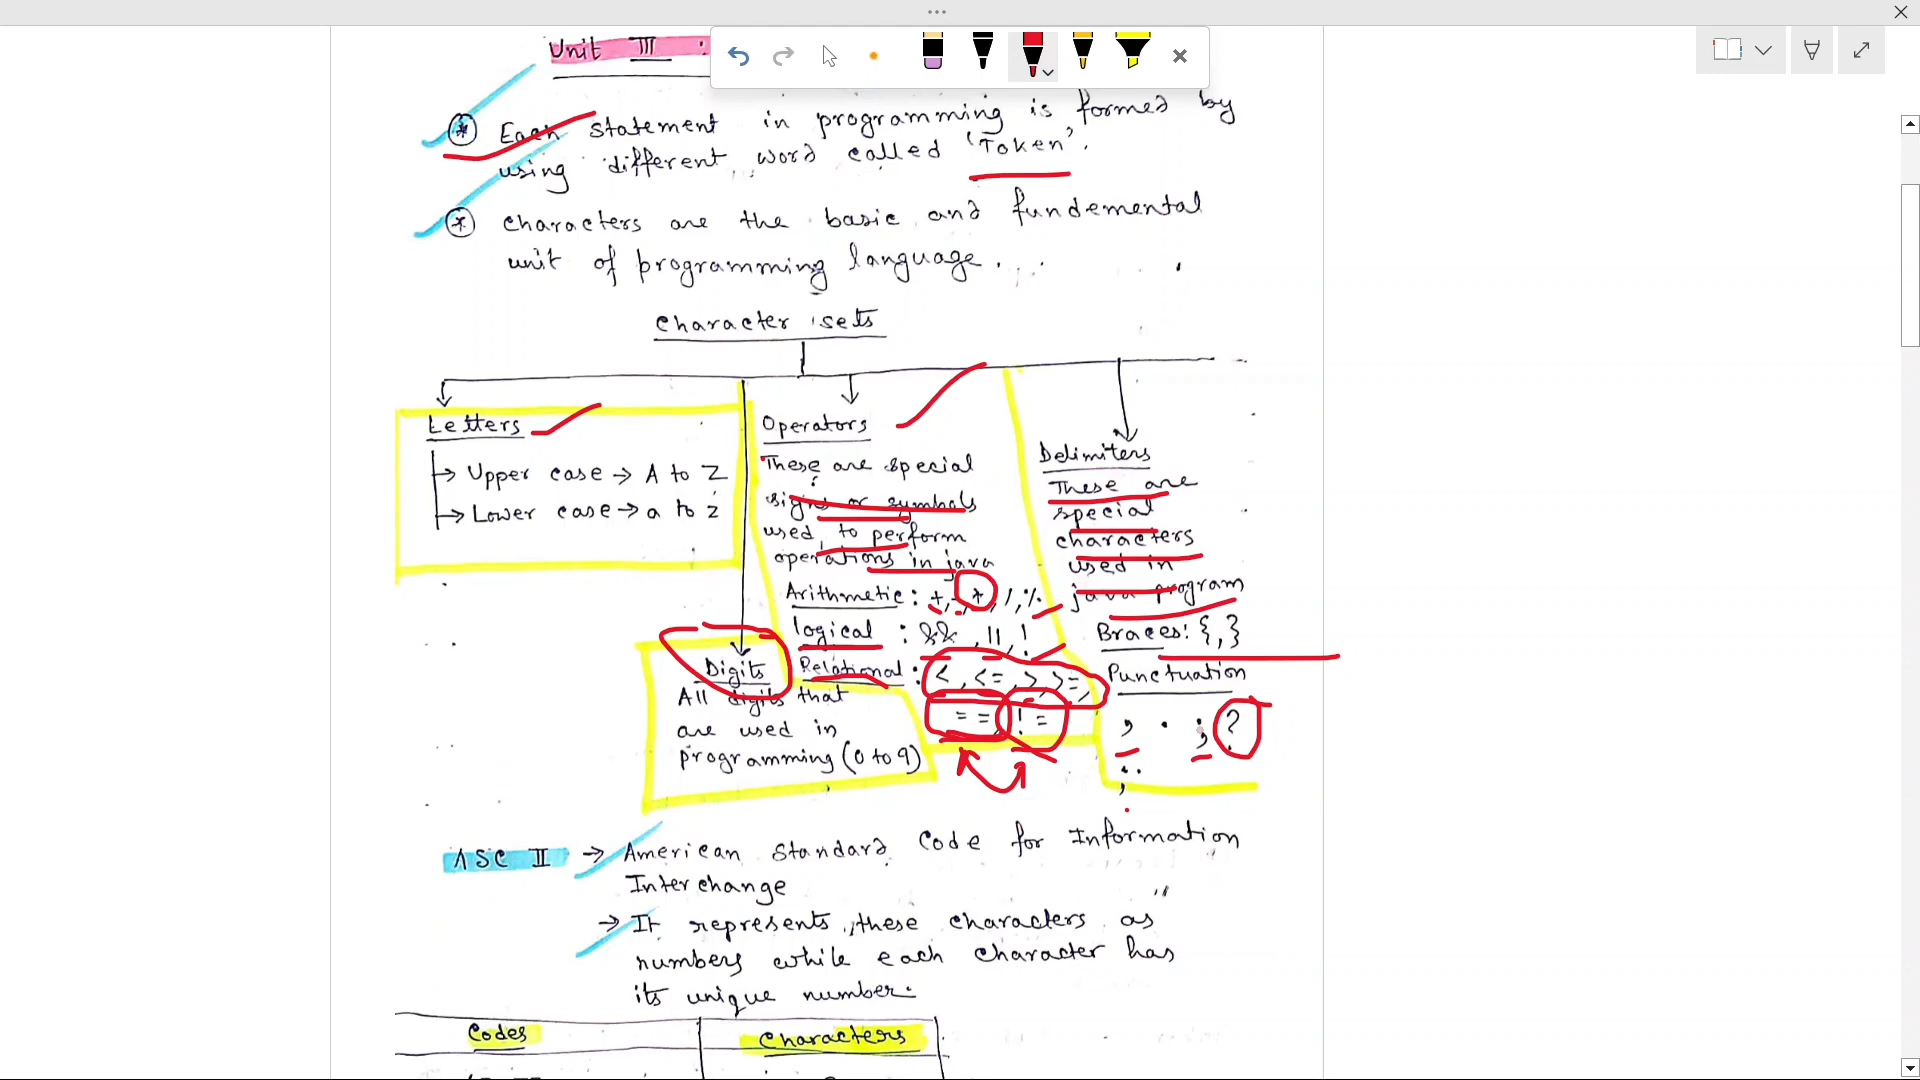 Unit III :
* Each statement in programming is formed by
using different word called 'Token'.
* Characters are the basic and fundemental
unit of programming language.
Character sets
Letters
→ Upper case → A to Z
→ Lower case → a to z
Operators
These are special
signs or symbols
used to perform
operations in java
Arithmetic : +, -, *, /, %
logical : &&, ||, !
Relational : <, <=, >, >=,
==, !=
Delimiters
These are
special
characters
used in
java program
Braces: {,}
Punctuation
, . ; ?
Digits
All digits that
are used in
programming (0 to 9)
ASC II → American Standard Code for Information
Interchange
→ It represents these characters as
numbers while each character has
its unique number.
Codes Characters